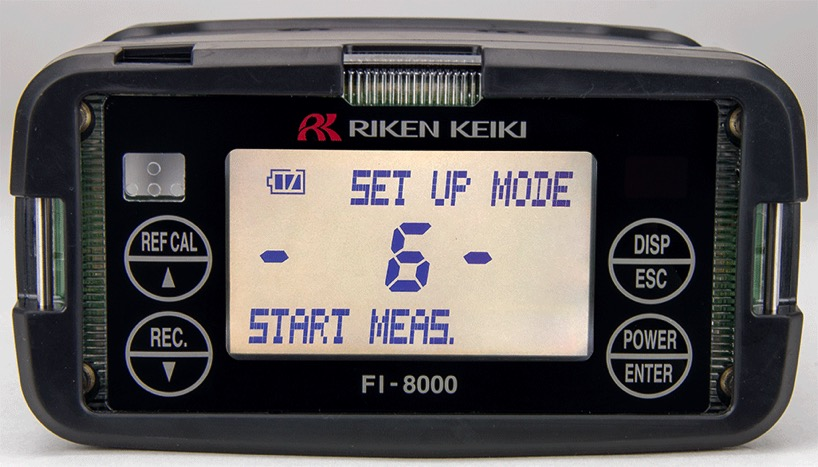 RIKEN KEIKI
SET UP MODE
- 6 -
START MEAS.
REF CAL
REC.
DISP
ESC
POWER
ENTER
FI-8000